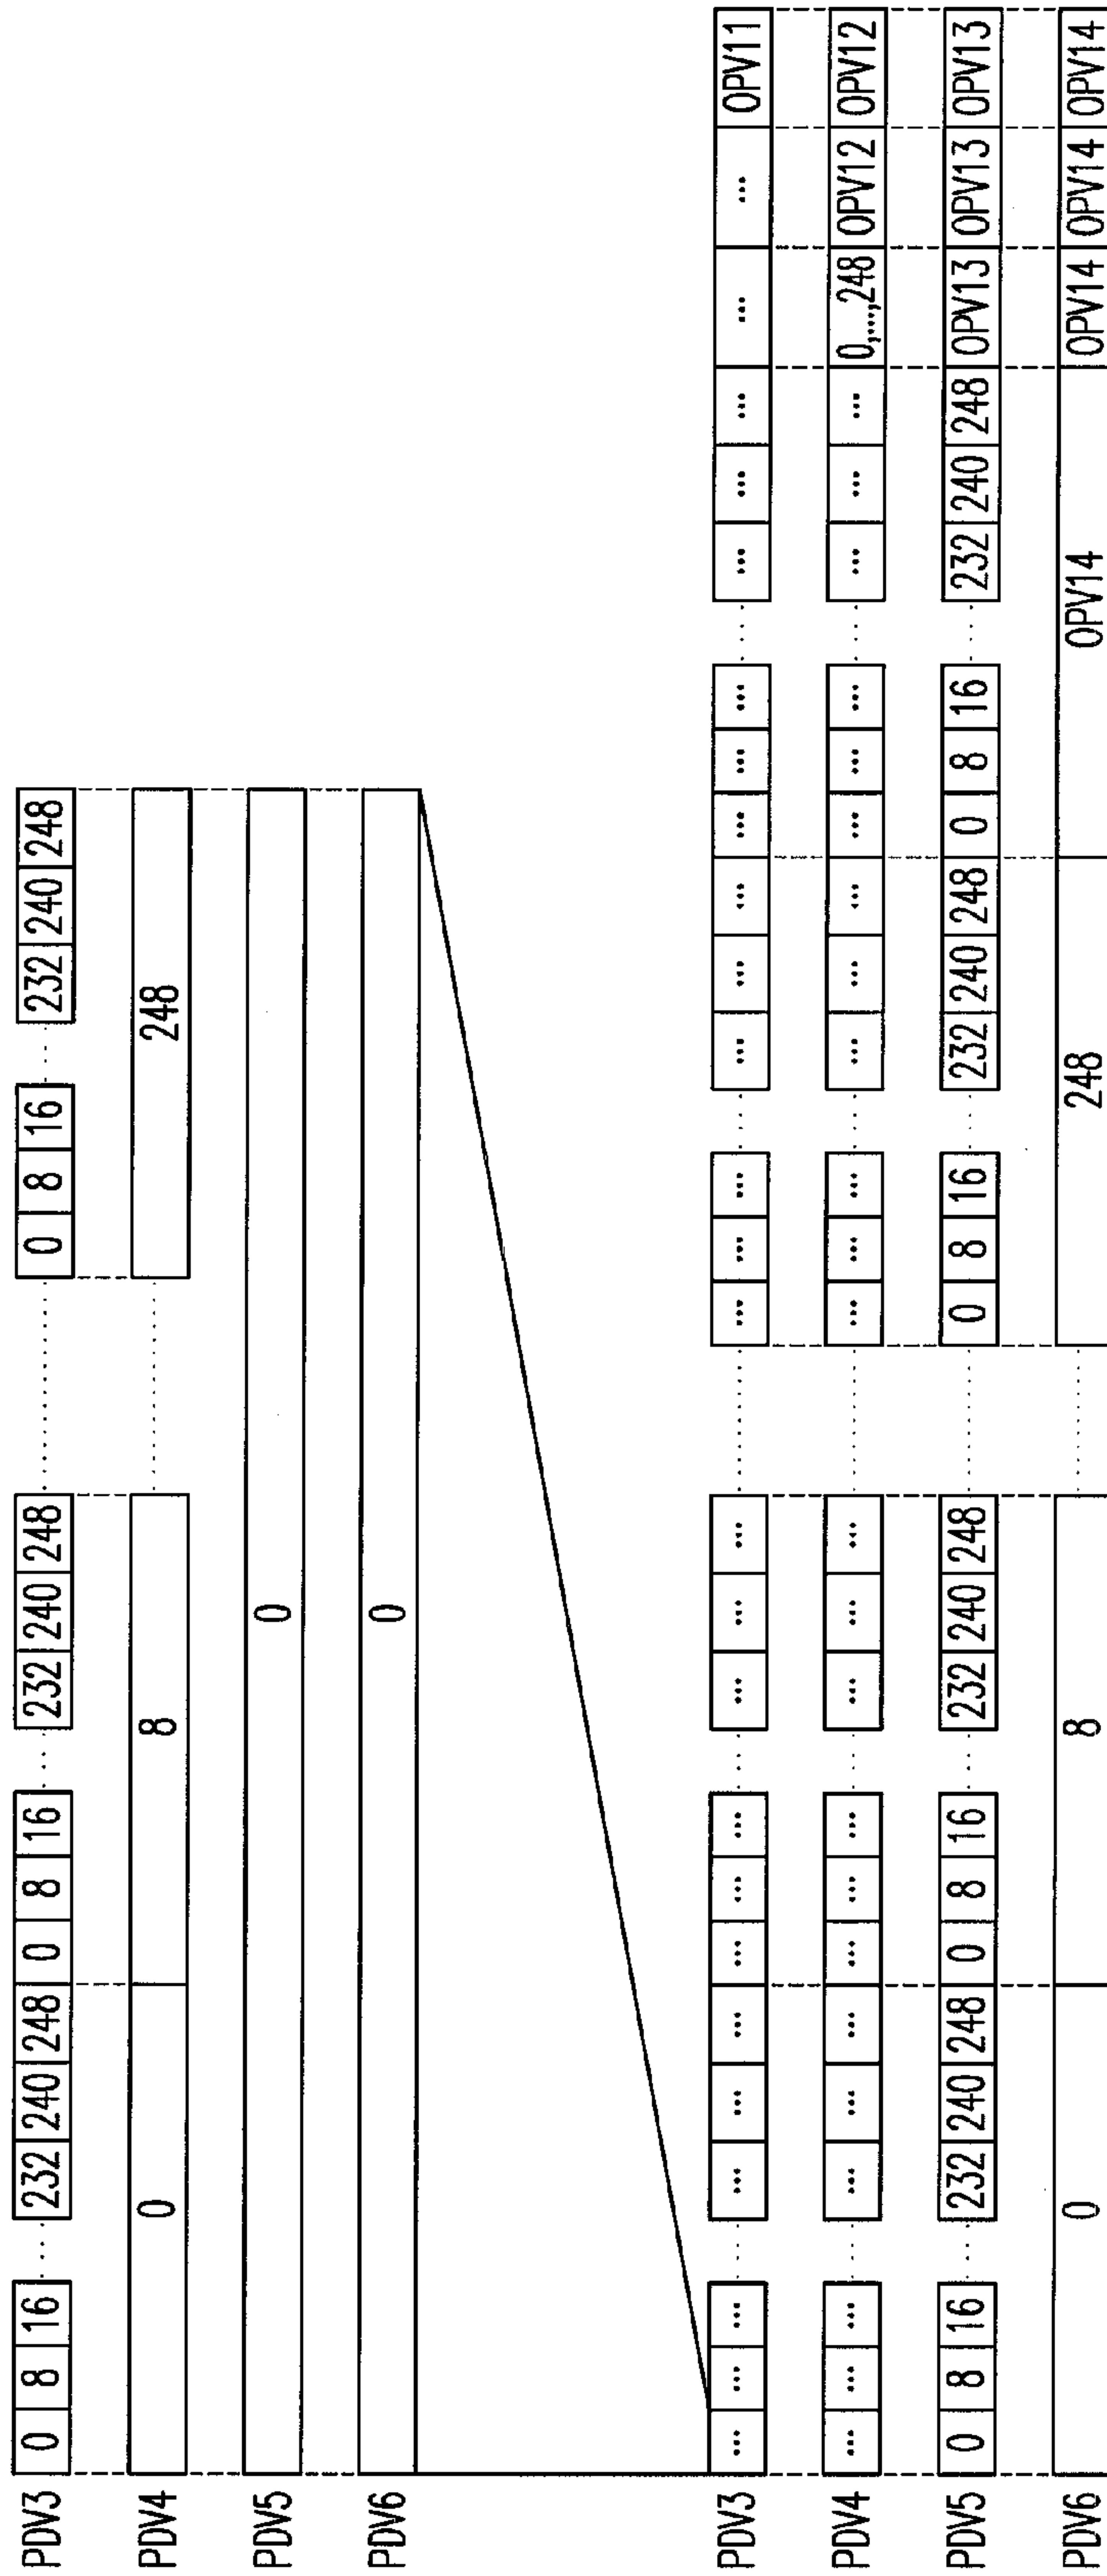 PDV3 0 8 16 ..... 232 240 248 0 8 16 ..... 232 240 248 ............. 0 8 16 ..... 232 240 248
PDV4 0 8 ............. 248
PDV5 0
PDV6 0
PDV3 ... ... ... ..... ... ... ... ... ... ... ..... ... ... ... ............. ... ... ... ..... ... ... ... ... ... ... ..... ... ... ... ... ... OPV11
PDV4 ... ... ... ..... ... ... ... ... ... ... ..... ... ... ... ............. ... ... ... ..... ... ... ... ... ... ... ..... ... ... ... 0,...,248 OPV12 OPV12
PDV5 0 8 16 ..... 232 240 248 0 8 16 ..... 232 240 248 ............. 0 8 16 ..... 232 240 248 0 8 16 ..... 232 240 248 OPV13 OPV13 OPV13
PDV6 0 8 ............. 248 OPV14 OPV14 OPV14 OPV14